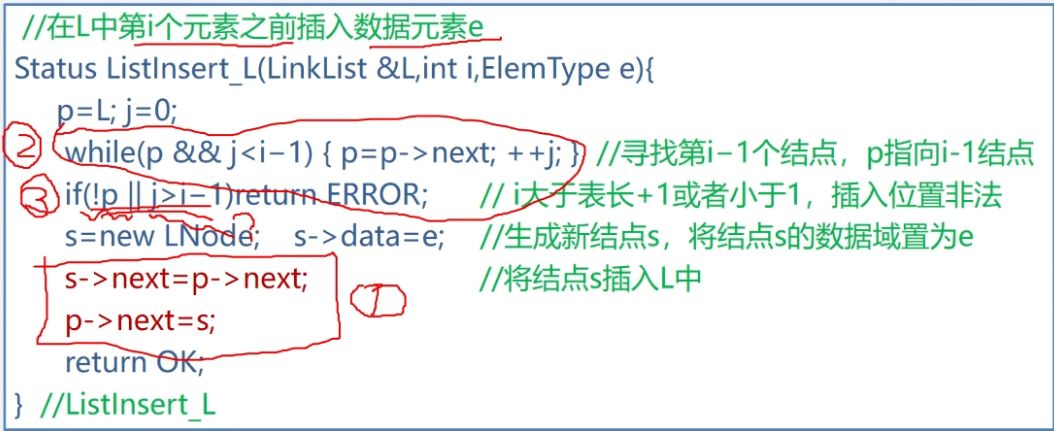 //在L中第i个元素之前插入数据元素e
Status ListInsert_L(LinkList &L,int i,ElemType e){
p=L; j=0;
② while(p && j<i−1) { p=p->next; ++j; } //寻找第i−1个结点，p指向i-1结点
③ if(!p || j>i−1)return ERROR; // i大于表长+1或者小于1，插入位置非法
s=new LNode; s->data=e; //生成新结点s，将结点s的数据域置为e
s->next=p->next; //将结点s插入L中
①
p->next=s;
return OK;
} //ListInsert_L